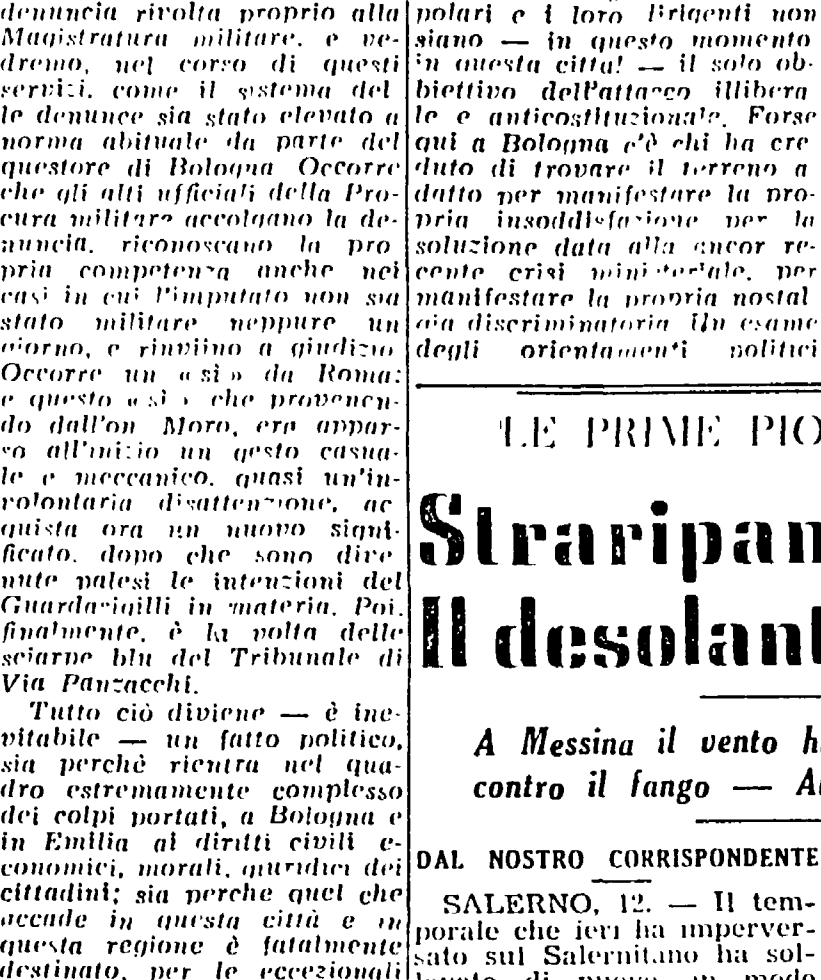 denuncia rivolta proprio alla
Magistratura militare. e ve-
dremo, nel corso di questi
servizi. come il sistema del
le denunce sia stato elevato a
norma abituale da parte del
questore di Bologna Occorre
che gli alti ufficiali della Pro-
cura militare accolgano la de-
nuncia. riconoscano la pro
pria competenza anche nei
casi in cui l'imputato non sia
stato militare neppure un
giorno, e rinviino a giudizio
Occorre un «sì» da Roma:
e questo «sì» che provenen-
do dall'on Moro, era appar-
so all'inizio un gesto casua-
le e meccanico. quasi un'in-
volontaria disattenzione, ac
quista ora un nuovo signi-
ficato. dopo che sono dive
nute palesi le intenzioni del
Guardasigilli in materia. Poi.
finalmente, è la volta delle
sciarpe blu del Tribunale di
Via Panzacchi.
Tutto ciò diviene — è ine-
vitabile — un fatto politico,
sia perchè rientra nel qua-
dro estremamente complesso
dei colpi portati, a Bologna e
in Emilia ai diritti civili e-
conomici, morali, giuridici dei
cittadini; sia perche quel che
accade in questa città e in
questa regione è fatalmente
destinato, per le eccezionali
polari e i loro Dirigenti non
siano — in questo momento
in questa città! — il solo ob-
biettivo dell'attacco illibera
le e anticostituzionale. Forse
qui a Bologna c'è chi ha cre
duto di trovare il terreno a
datto per manifestare la pro-
pria insoddisfazione per la
soluzione data alla ancor re-
cente crisi ministeriale, per
manifestare la propria nostal
gia discriminatoria Un esame
degli orientamenti politici
LE PRIME PIO
Straripan
Il desolant
A Messina il vento h
contro il fango — A
DAL NOSTRO CORRISPONDENTE
SALERNO, 12. — Il tem-
porale che ieri ha imperver-
sato sul Salernitano ha sol-
levato di nuovo in modo